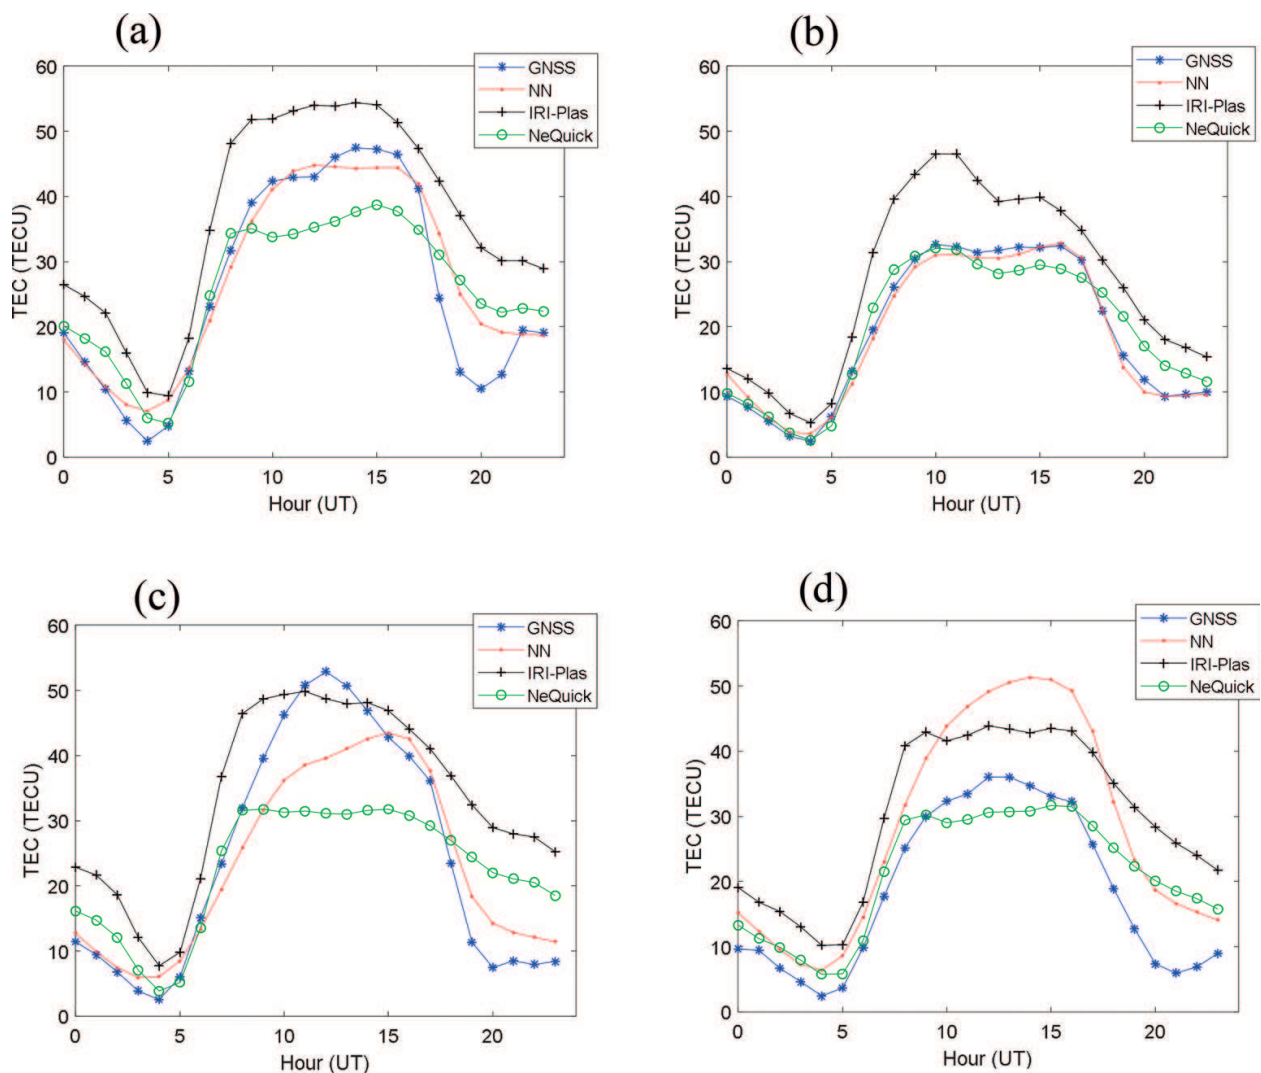 (a)
GNSS
NN
IRI-Plas
NeQuick
60
50
40
30
20
10
0
TEC (TECU)
0 5 10 15 20
Hour (UT)
(b)
GNSS
NN
IRI-Plas
NeQuick
60
50
40
30
20
10
0
TEC (TECU)
0 5 10 15 20
Hour (UT)
(c)
GNSS
NN
IRI-Plas
NeQuick
60
50
40
30
20
10
0
TEC (TECU)
0 5 10 15 20
Hour (UT)
(d)
GNSS
NN
IRI-Plas
NeQuick
60
50
40
30
20
10
0
TEC (TECU)
0 5 10 15 20
Hour (UT)